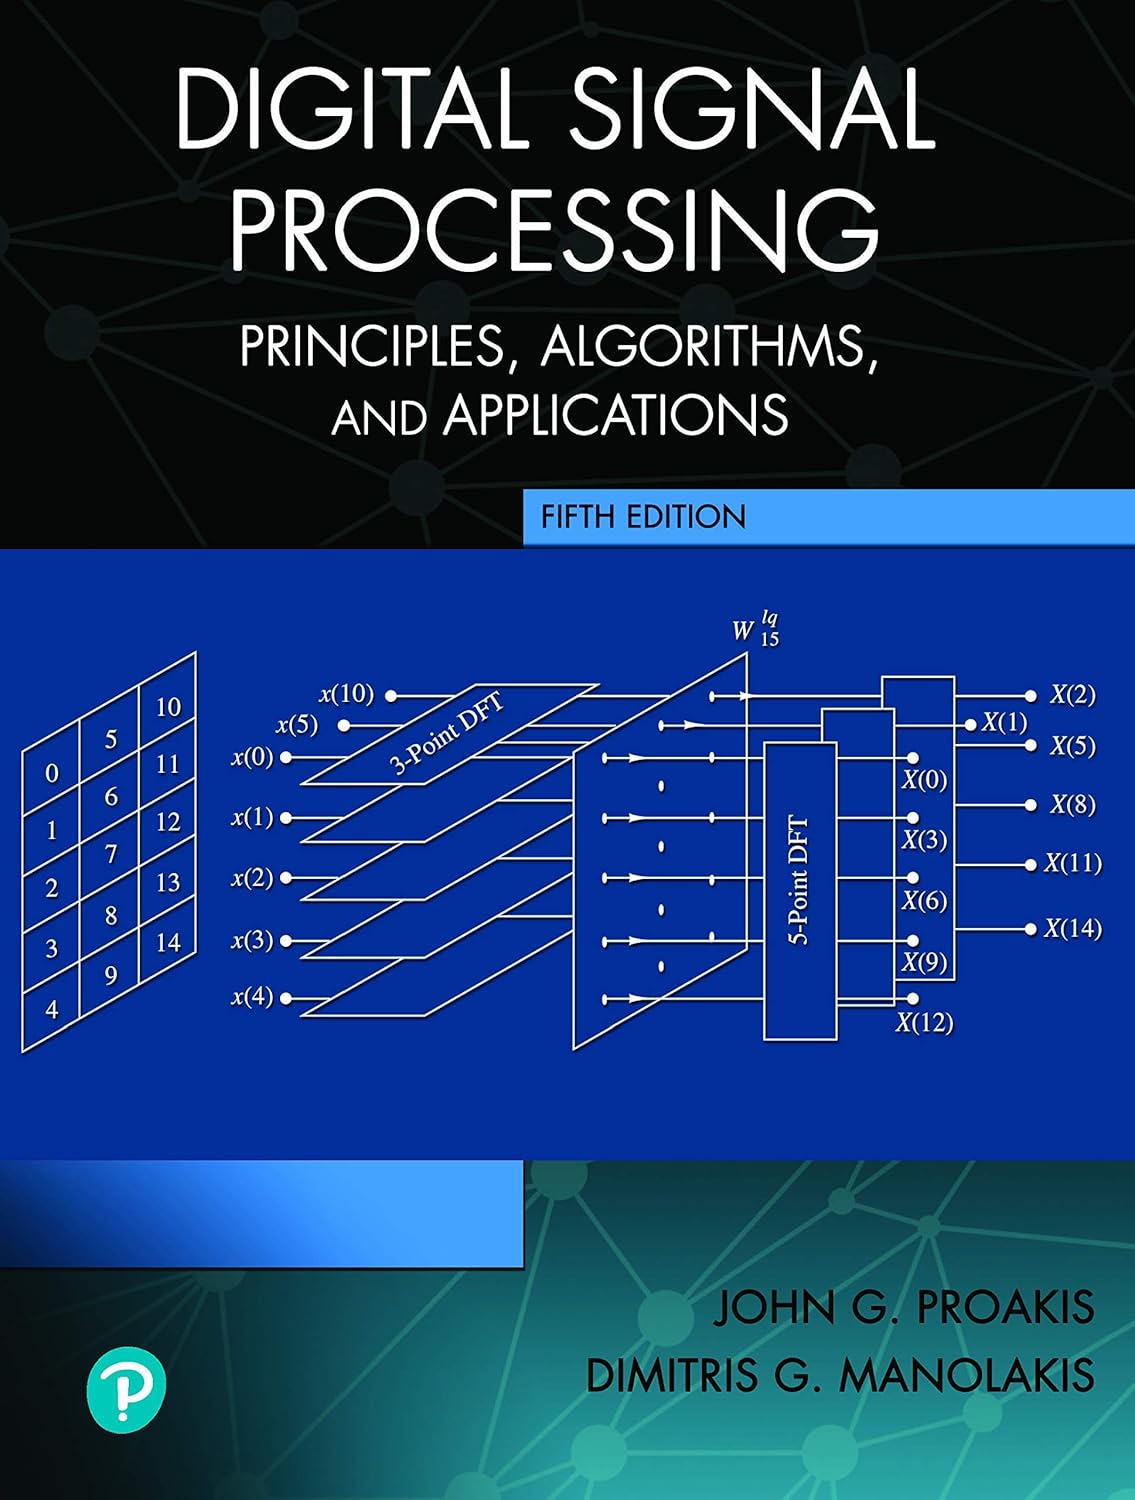 DIGITAL SIGNAL
PROCESSING
PRINCIPLES, ALGORITHMS,
AND APPLICATIONS
FIFTH EDITION
0
1
2
3
4
5
6
7
8
9
10
11
12
13
14
x(10)
x(5)
x(0)
x(1)
x(2)
x(3)
x(4)
3-Point DFT
W lq 15
5-Point DFT
X(2)
X(1)
X(5)
X(0)
X(8)
X(3)
X(11)
X(6)
X(14)
X(9)
X(12)
JOHN G. PROAKIS
DIMITRIS G. MANOLAKIS
P